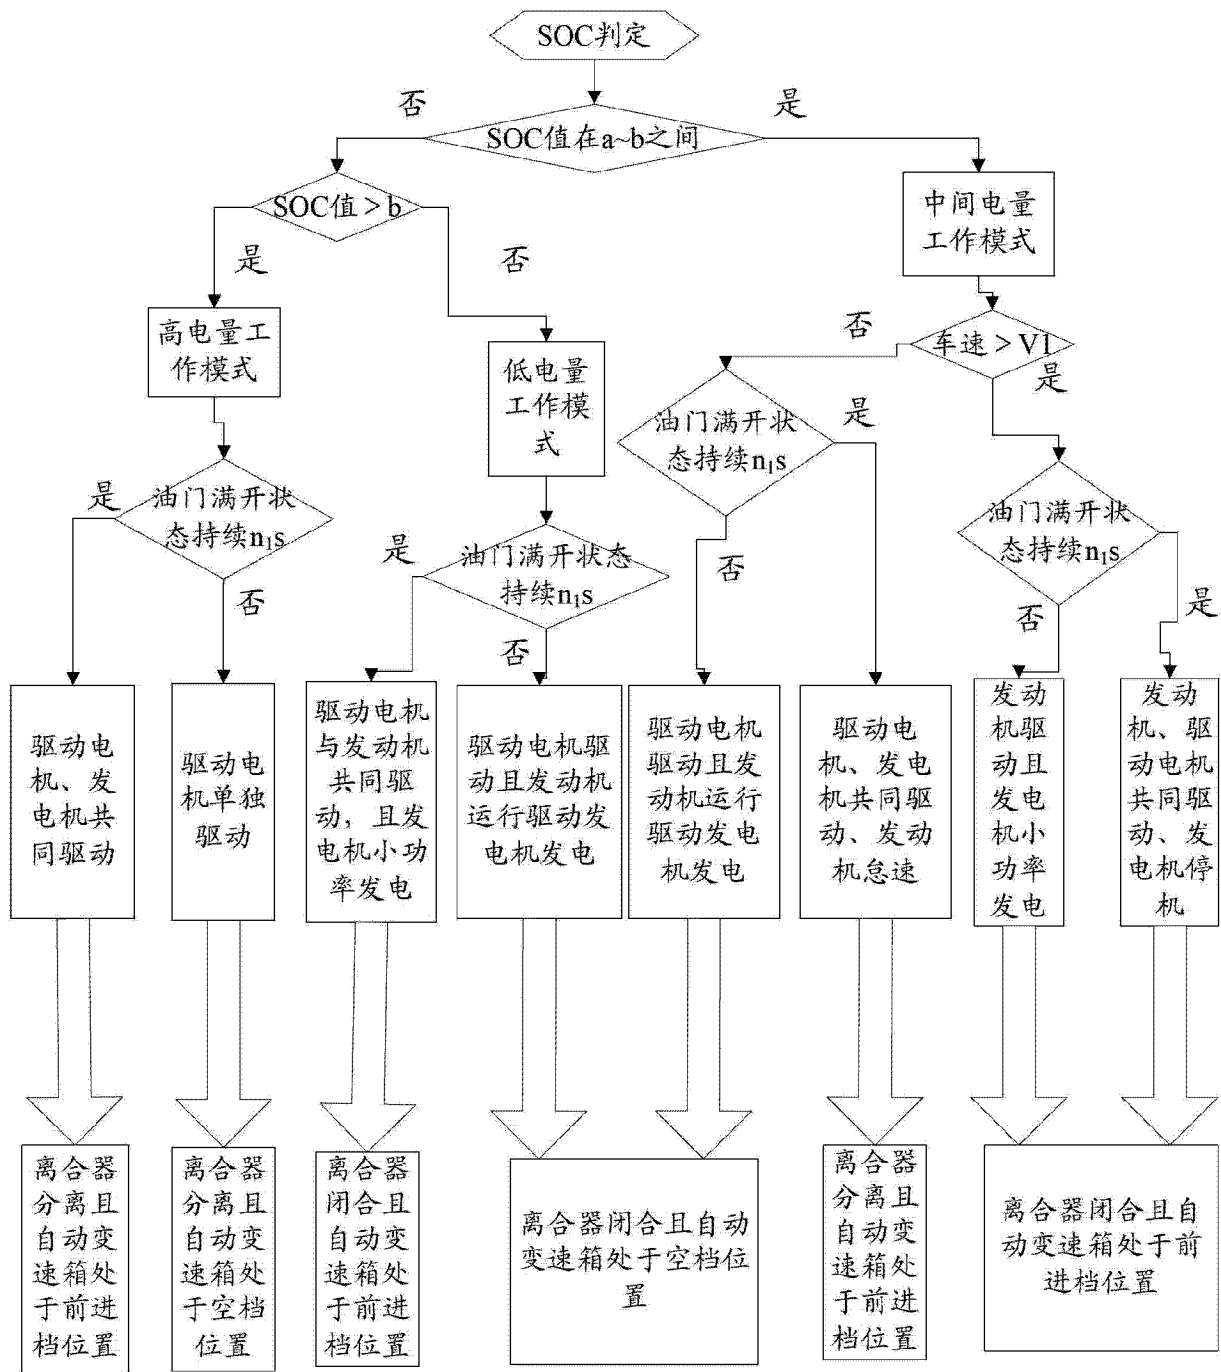 SOC判定
否
是
SOC值在a~b之间
SOC值＞b
中间电量
工作模式
是
否
高电量工
作模式
低电量
工作模
式
否
车速＞V1
是
油门满开状
态持续n₁s
是
是
油门满开状
态持续n₁s
油门满开状
态持续n₁s
是
油门满开状态
持续n₁s
否
否
否
是
否
驱动电
机、发
电机共
同驱动
驱动电
机单独
驱动
驱动电机
与发动机
共同驱
动，且发
电机小功
率发电
驱动电机驱
动且发动机
运行驱动发
电机发电
驱动电机
驱动且发
动机运行
驱动发电
机发电
驱动电
机、发电
机共同驱
动、发动
机怠速
发动
机驱
动且
发电
机小
功率
发电
发动
机、驱
动电机
共同驱
动、发
电机停
机
离合器
分离且
自动变
速箱处
于前进
档位置
离合器
分离且
自动变
速箱处
于空档
位置
离合器
闭合且
自动变
速箱处
于前进
档位置
离合器闭合且自动
变速箱处于空档位
置
离合器
分离且
自动变
速箱处
于前进
档位置
离合器闭合且自
动变速箱处于前
进档位置